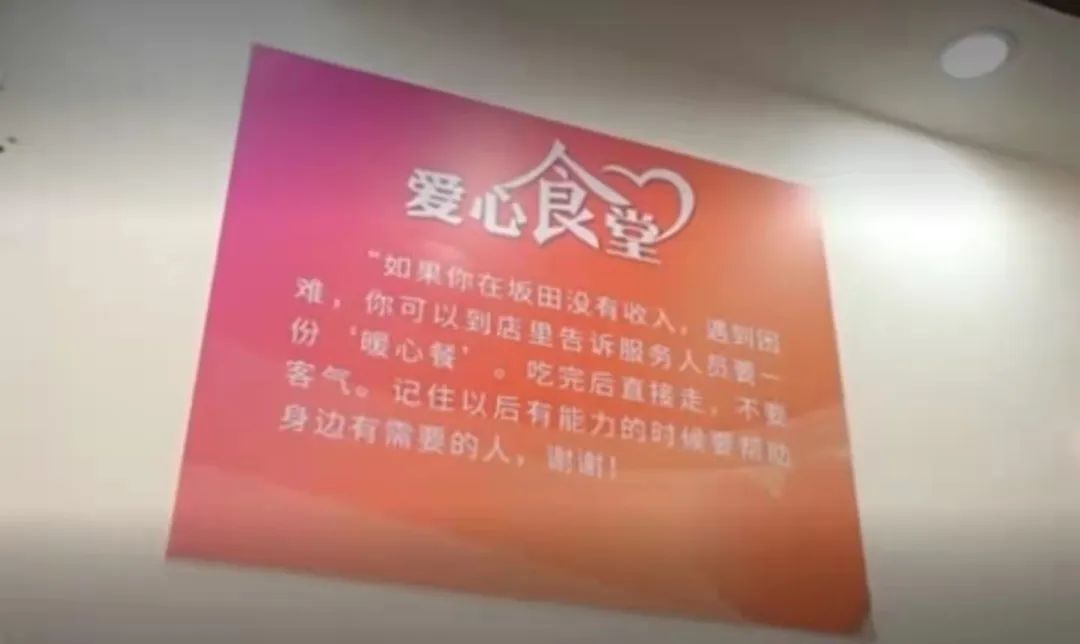 爱心食堂
“如果你在坂田没有收入，遇到困
难，你可以到店里告诉服务人员要一
份‘暖心餐’。吃完后直接走，不要
客气。记住以后有能力的时候要帮助
身边有需要的人，谢谢！